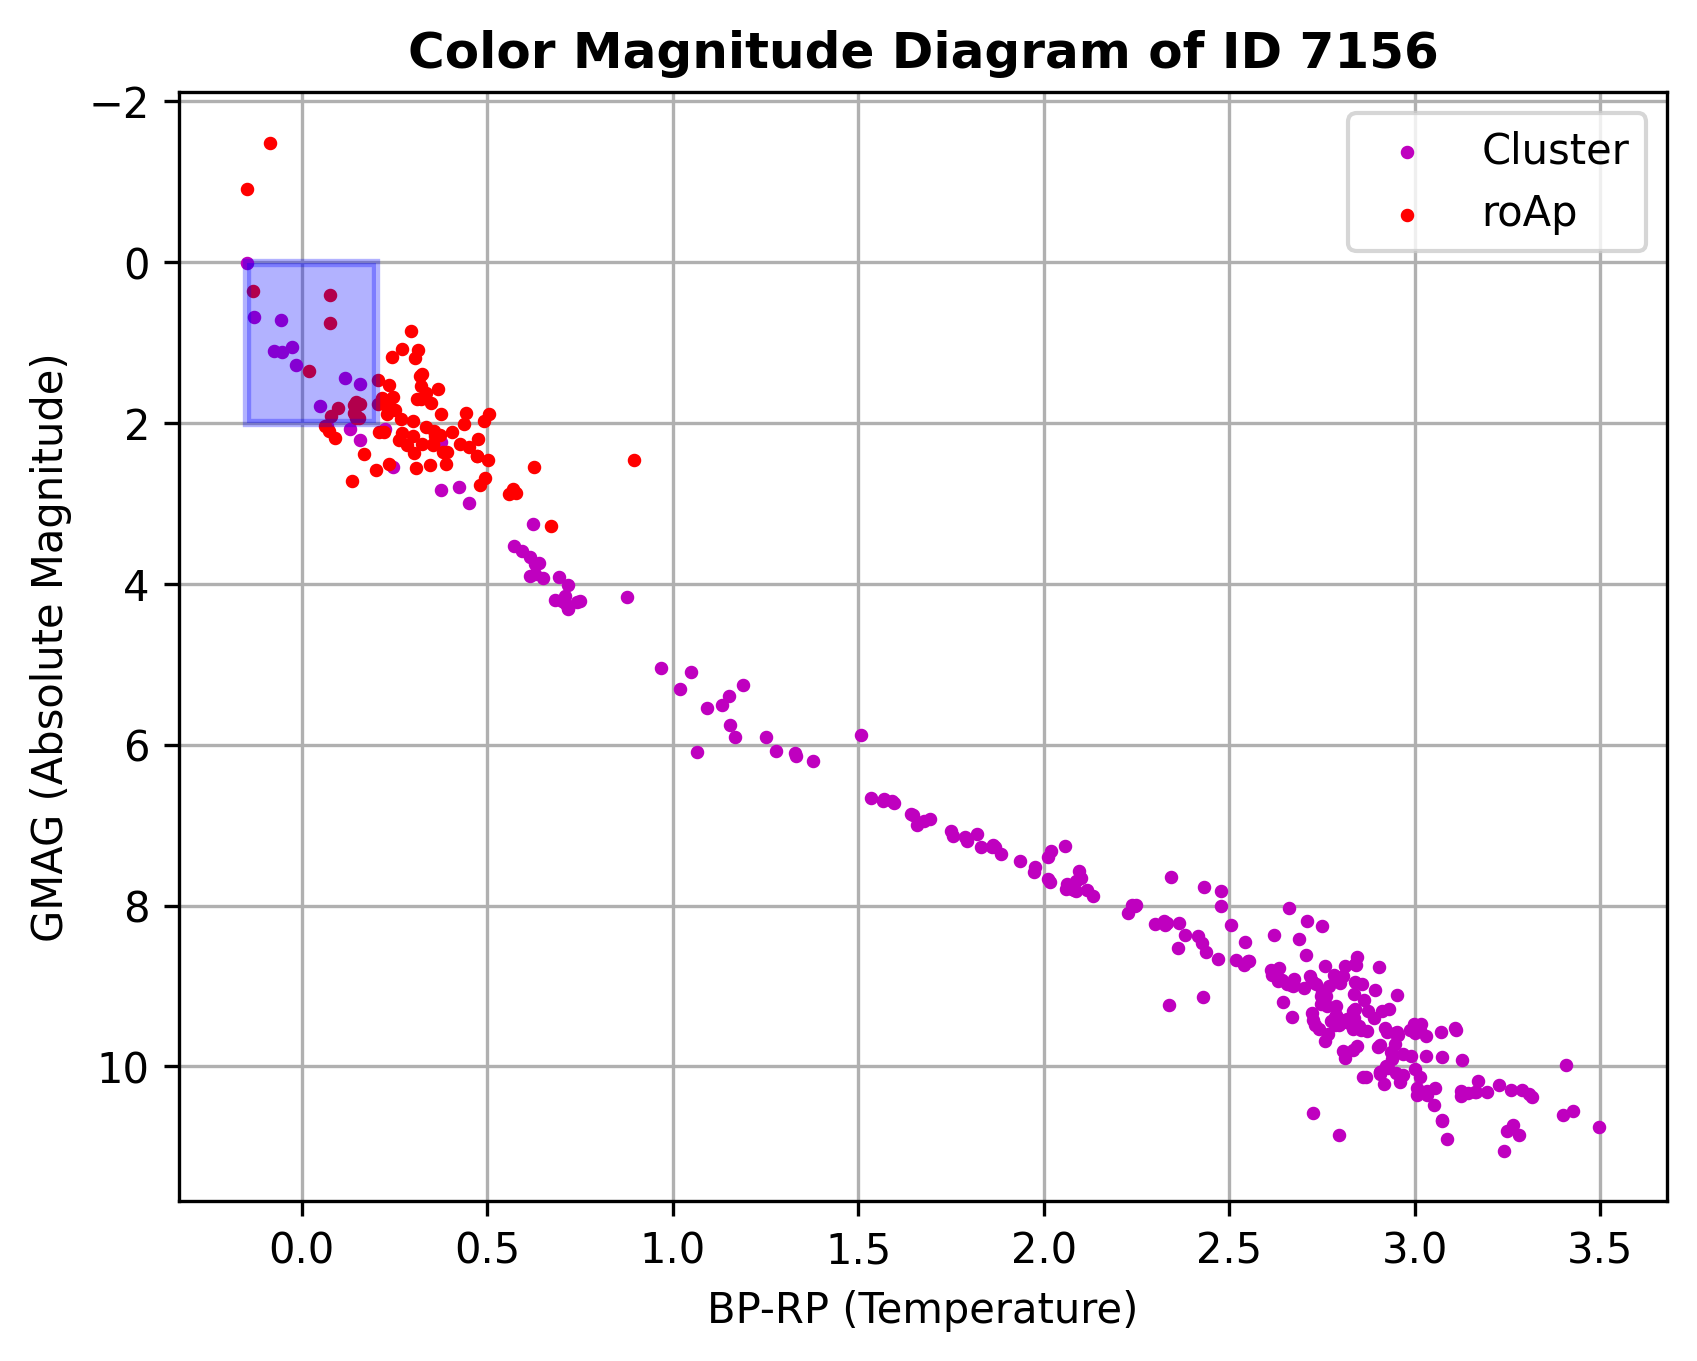 Color Magnitude Diagram of ID 7156
Cluster
roAp
−2
0
2
4
6
8
10
GMAG (Absolute Magnitude)
0.0 0.5 1.0 1.5 2.0 2.5 3.0 3.5
BP-RP (Temperature)